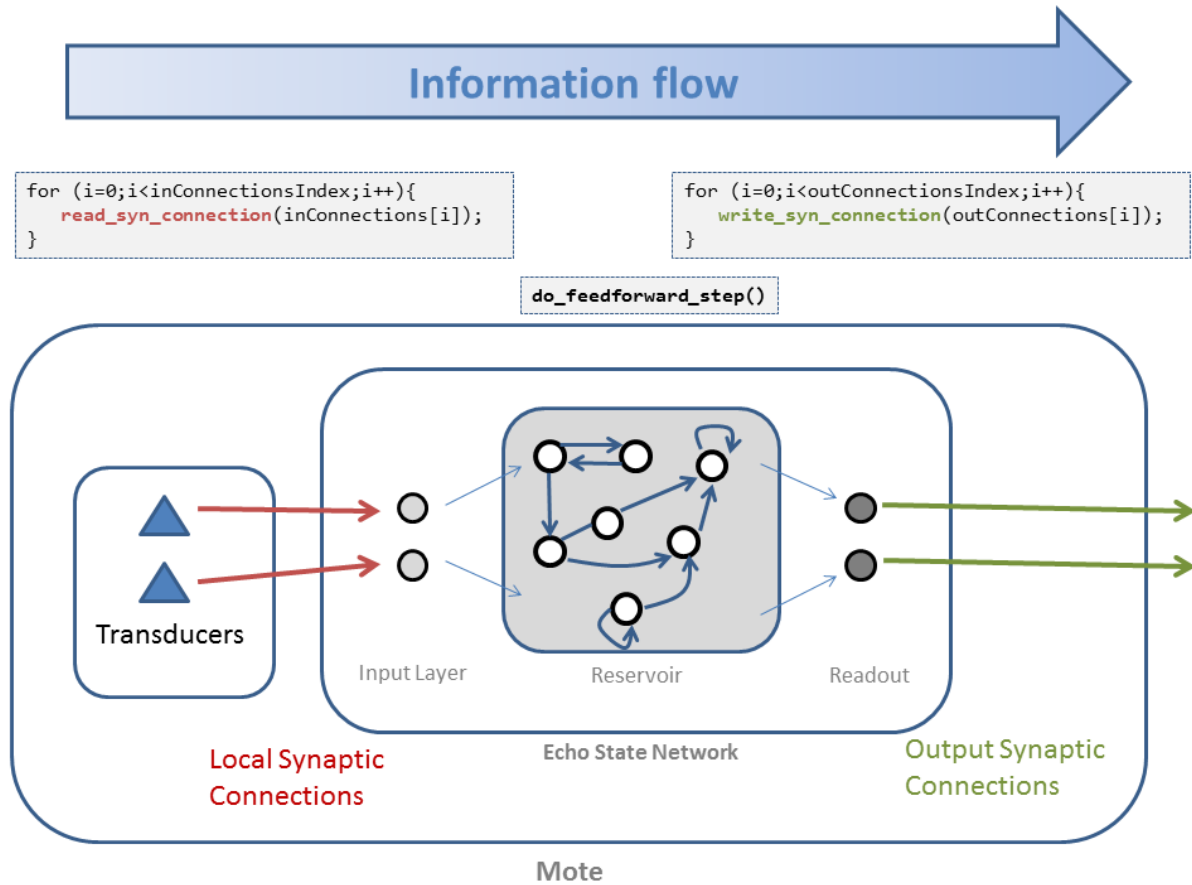 Information flow
for (i=0;i<inConnectionsIndex;i++){
read_syn_connection(inConnections[i]);
}
for (i=0;i<outConnectionsIndex;i++){
write_syn_connection(outConnections[i]);
}
do_feedforward_step()
Transducers
Input Layer
Reservoir
Readout
Echo State Network
Local Synaptic
Connections
Output Synaptic
Connections
Mote